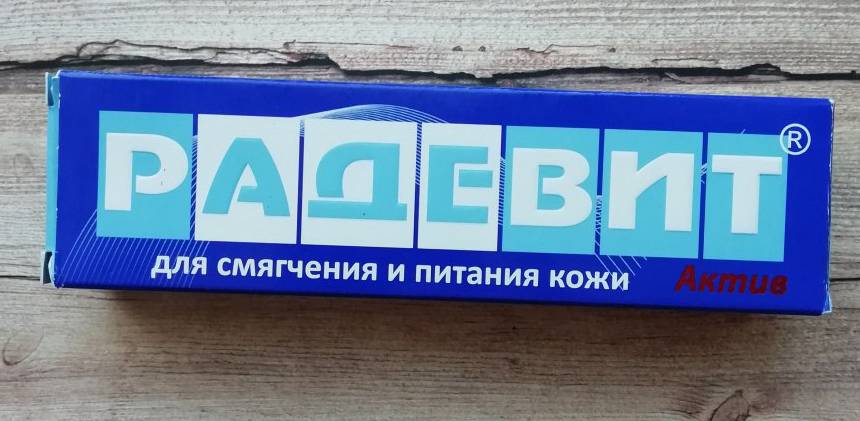 РАДЕВИТ®
для смягчения и питания кожи
Актив